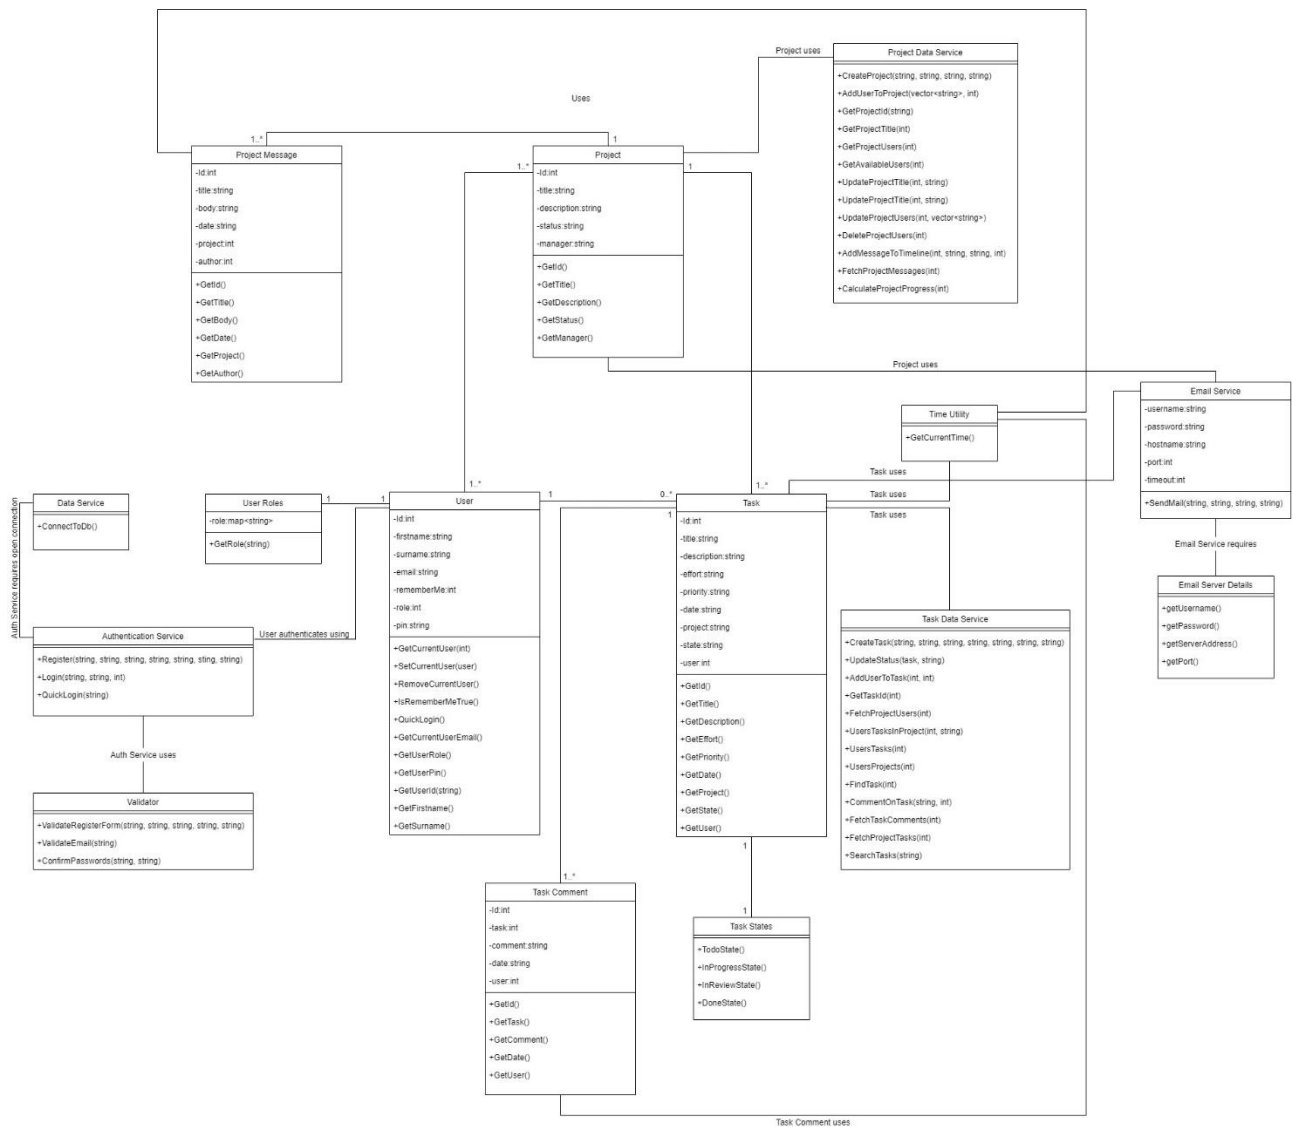 Project uses
Uses
1..*
1
Project Message
-Id:int
-title:string
-body:string
-date:string
-project:int
-author:int
+GetId()
+GetTitle()
+GetBody()
+GetDate()
+GetProject()
+GetAuthor()
1..*
Project
1
-Id:int
-title:string
-description:string
-status:string
-manager:string
+GetId()
+GetTitle()
+GetDescription()
+GetStatus()
+GetManager()
Project Data Service
+CreateProject(string, string, string, string)
+AddUserToProject(vector<string>, int)
+GetProjectId(string)
+GetProjectTitle(int)
+GetProjectUsers(int)
+GetAvailableUsers(int)
+UpdateProjectTitle(int, string)
+UpdateProjectTitle(int, string)
+UpdateProjectUsers(int, vector<string>)
+DeleteProjectUsers(int)
+AddMessageToTimeline(int, string, string, int)
+FetchProjectMessages(int)
+CalculateProjectProgress(int)
Project uses
Email Service
-username:string
-password:string
-hostname:string
-port:int
-timeout:int
+SendMail(string, string, string, string)
Email Service requires
Email Server Details
+getUsername()
+getPassword()
+getServerAddress()
+getPort()
Time Utility
+GetCurrentTime()
Task uses
Task uses
Task uses
Auth Service requires open connection
Data Service
+ConnectToDb()
User Roles
-role:map<string>
+GetRole(string)
1
1
1..*
User
-Id:int
-firstname:string
-surname:string
-email:string
-rememberMe:int
-role:int
-pin:string
+GetCurrentUser(int)
+SetCurrentUser(user)
+RemoveCurrentUser()
+IsRememberMeTrue()
+QuickLogin()
+GetCurrentUserEmail()
+GetUserRole()
+GetUserPin()
+GetUserId(string)
+GetFirstname()
+GetSurname()
1
0..*
1
1..*
Task
-Id:int
-title:string
-description:string
-effort:string
-priority:string
-date:string
-project:string
-state:string
-user:int
+GetId()
+GetTitle()
+GetDescription()
+GetEffort()
+GetPriority()
+GetDate()
+GetProject()
+GetState()
+GetUser()
Task Data Service
+CreateTask(string, string, string, string, string, string, string)
+UpdateStatus(task, string)
+AddUserToTask(int, int)
+GetTaskId(int)
+FetchProjectUsers(int)
+UsersTasksInProject(int, string)
+UsersTasks(int)
+UsersProjects(int)
+FindTask(int)
+CommentOnTask(string, int)
+FetchTaskComments(int)
+FetchProjectTasks(int)
+SearchTasks(string)
Authentication Service
+Register(string, string, string, string, string, sting, string)
+Login(string, string, int)
+QuickLogin(string)
User authenticates using
Auth Service uses
Validator
+ValidateRegisterForm(string, string, string, string, string)
+ValidateEmail(string)
+ConfirmPasswords(string, string)
1..*
Task Comment
-Id:int
-task:int
-comment:string
-date:string
-user:int
+GetId()
+GetTask()
+GetComment()
+GetDate()
+GetUser()
1
1
Task States
+TodoState()
+InProgressState()
+InReviewState()
+DoneState()
Task Comment uses